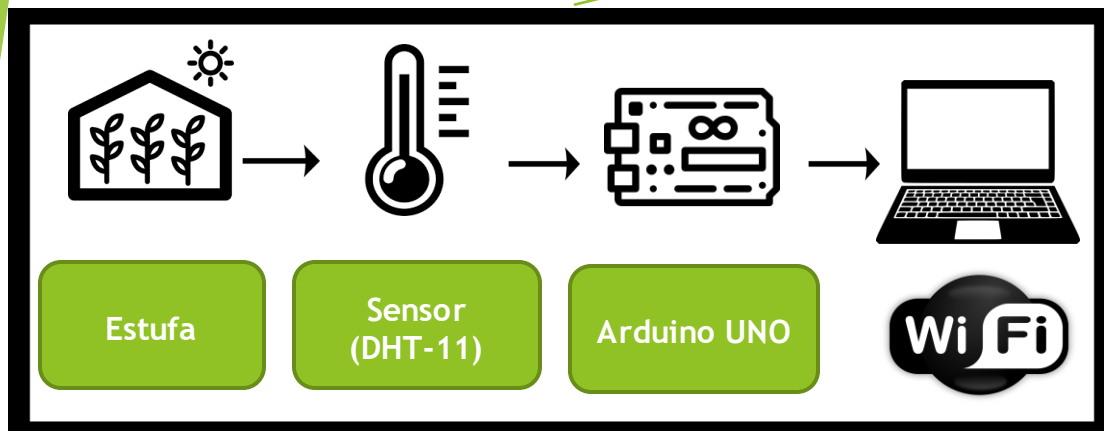 Estufa
Sensor
(DHT-11)
Arduino UNO
Wi Fi